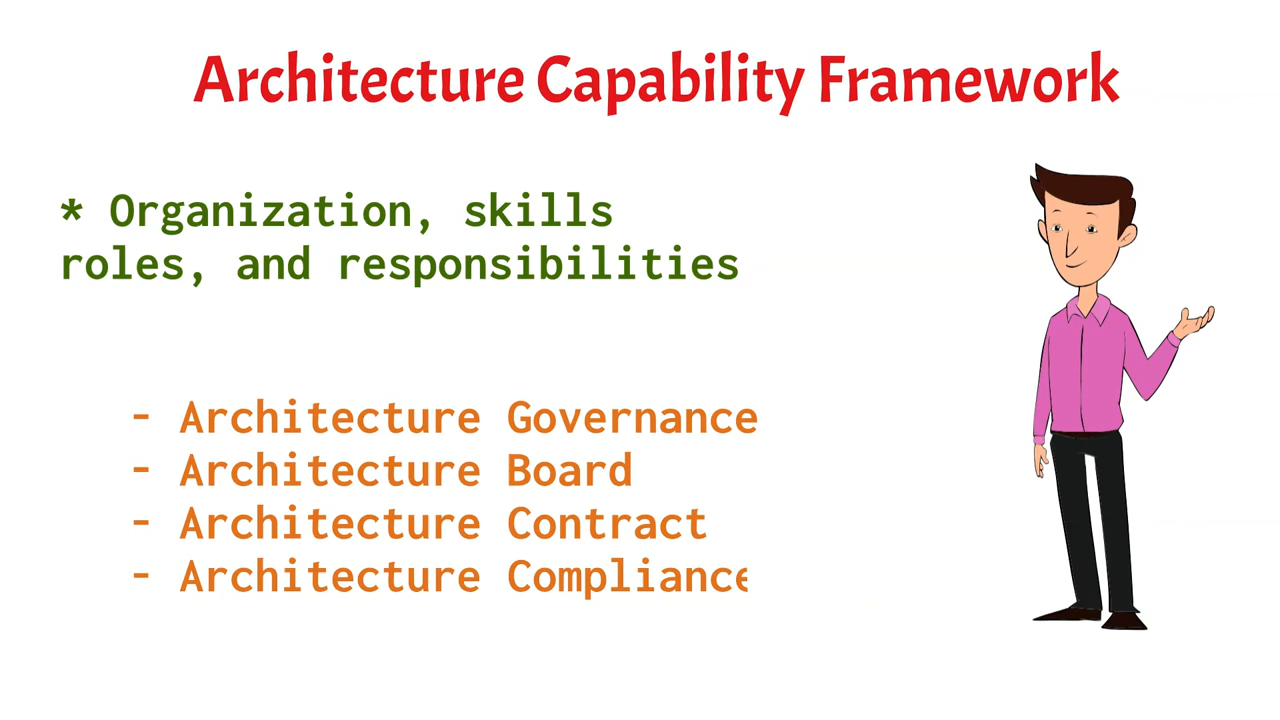 Architecture Capability Framework
* Organization, skills
roles, and responsibilities
- Architecture Governance
- Architecture Board
- Architecture Contract
- Architecture Compliance